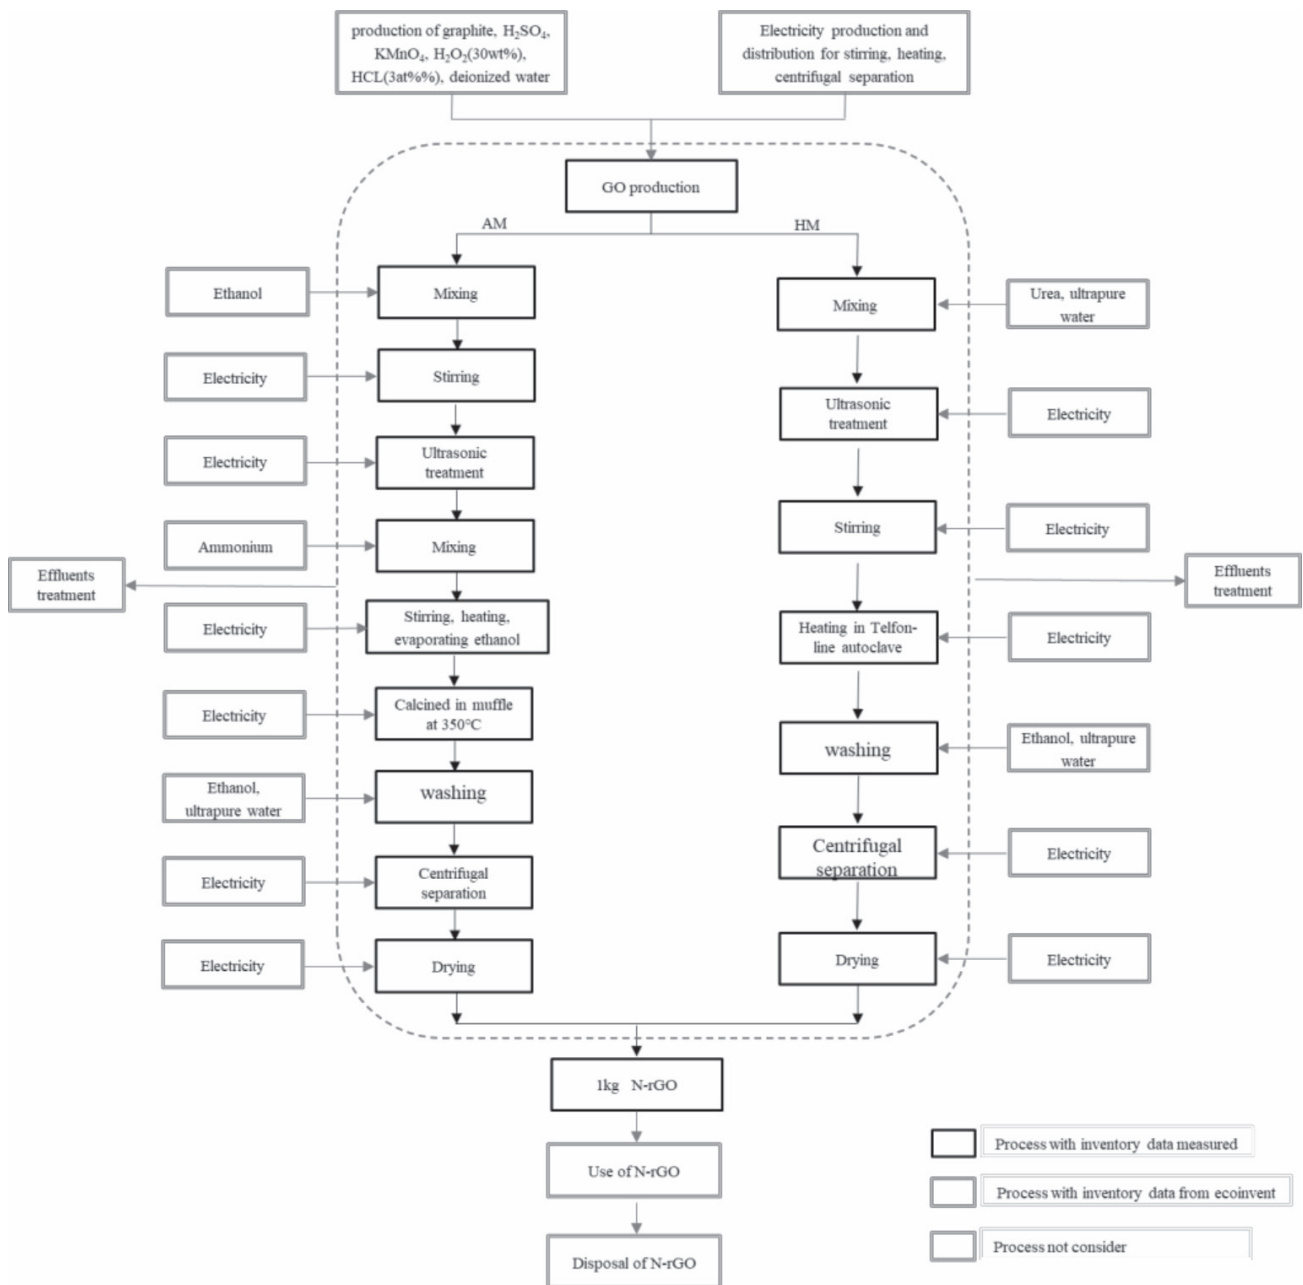 production of graphite, H₂SO₄,
KMnO₄, H₂O₂(30wt%),
HCL(3at%%), deionized water
Electricity production and
distribution for stirring, heating,
centrifugal separation
GO production
AM
HM
Ethanol
Mixing
Electricity
Stirring
Electricity
Ultrasonic
treatment
Ammonium
Mixing
Effluents
treatment
Electricity
Stirring, heating,
evaporating ethanol
Electricity
Calcined in muffle
at 350℃
Ethanol,
ultrapure water
washing
Electricity
Centrifugal
separation
Electricity
Drying
Mixing
Urea, ultrapure
water
Ultrasonic
treatment
Electricity
Stirring
Electricity
Effluents
treatment
Heating in Telfon-
line autoclave
Electricity
washing
Ethanol, ultrapure
water
Centrifugal
separation
Electricity
Drying
Electricity
1kg N-rGO
Use of N-rGO
Disposal of N-rGO
Process with inventory data measured
Process with inventory data from ecoinvent
Process not consider